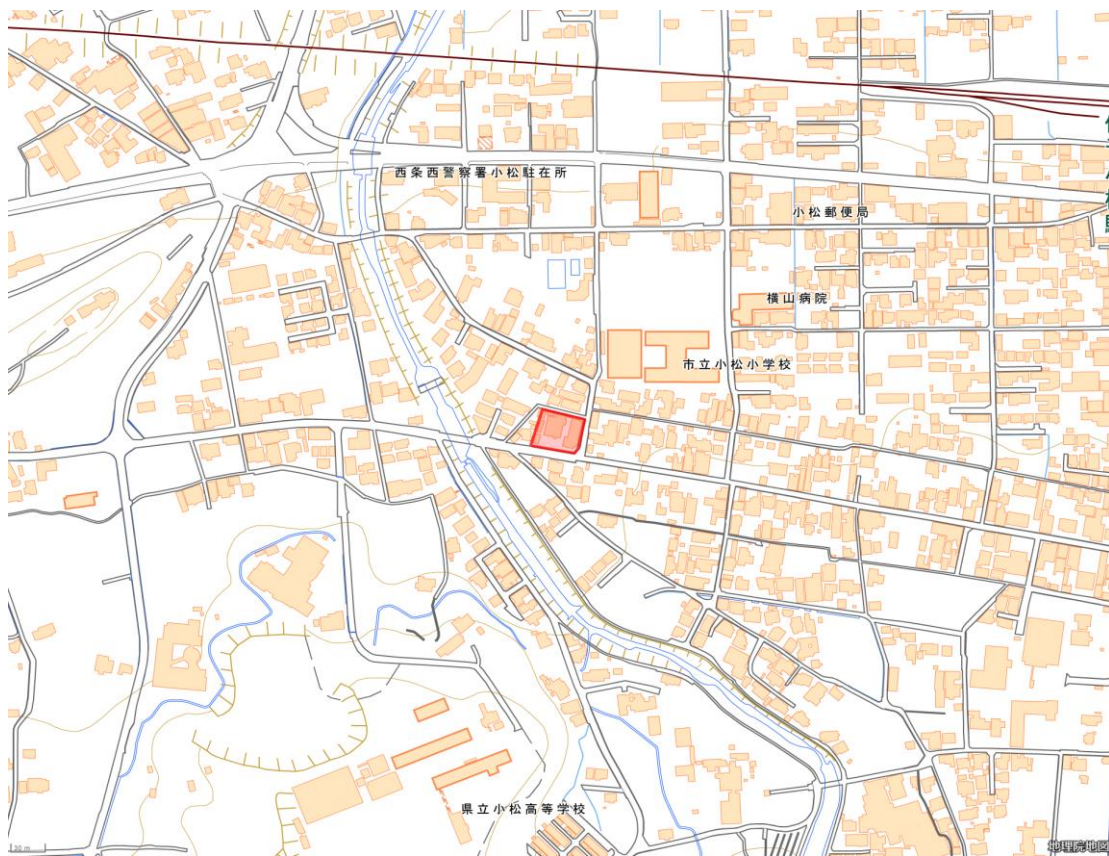 西条西警察署小松駐在所
小松郵便局
横山病院
市立小松小学校
県立小松高等学校
30 m
地理院地図